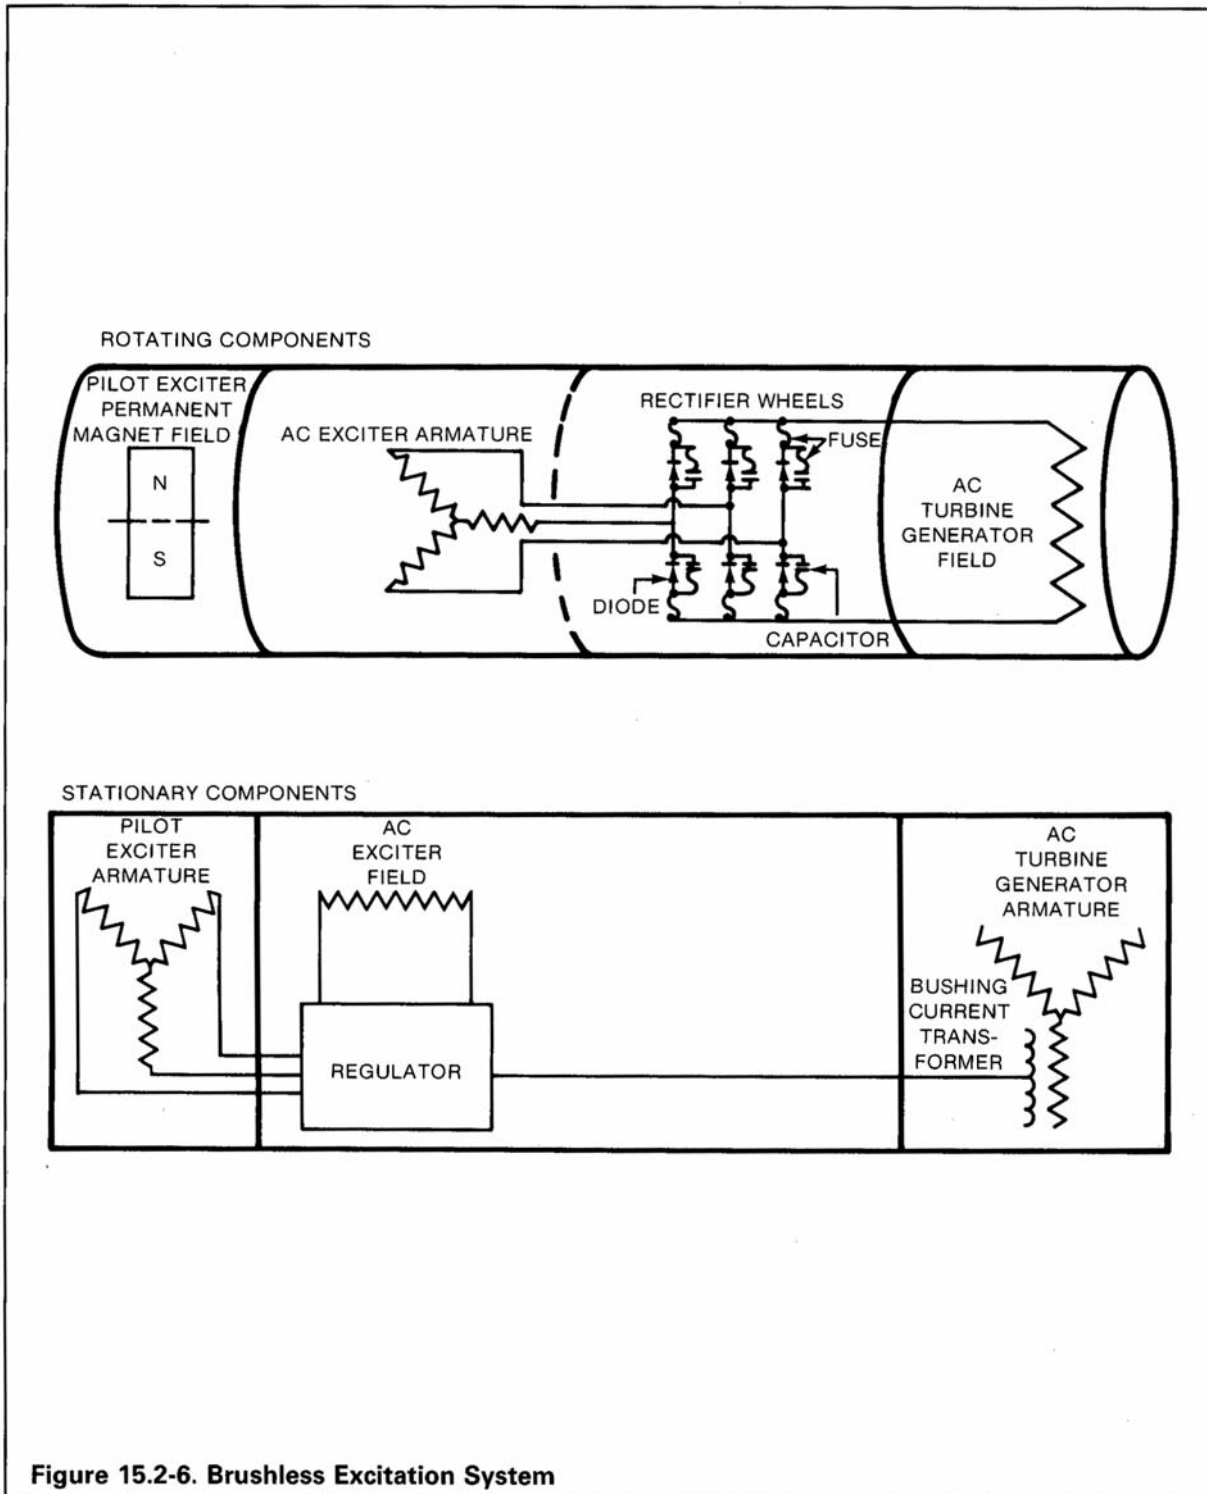 ROTATING COMPONENTS
PILOT EXCITER
PERMANENT
MAGNET FIELD
N
S
AC EXCITER ARMATURE
RECTIFIER WHEELS
FUSE
DIODE
CAPACITOR
AC
TURBINE
GENERATOR
FIELD
STATIONARY COMPONENTS
PILOT
EXCITER
ARMATURE
AC
EXCITER
FIELD
REGULATOR
BUSHING
CURRENT
TRANS-
FORMER
AC
TURBINE
GENERATOR
ARMATURE
Figure 15.2-6. Brushless Excitation System